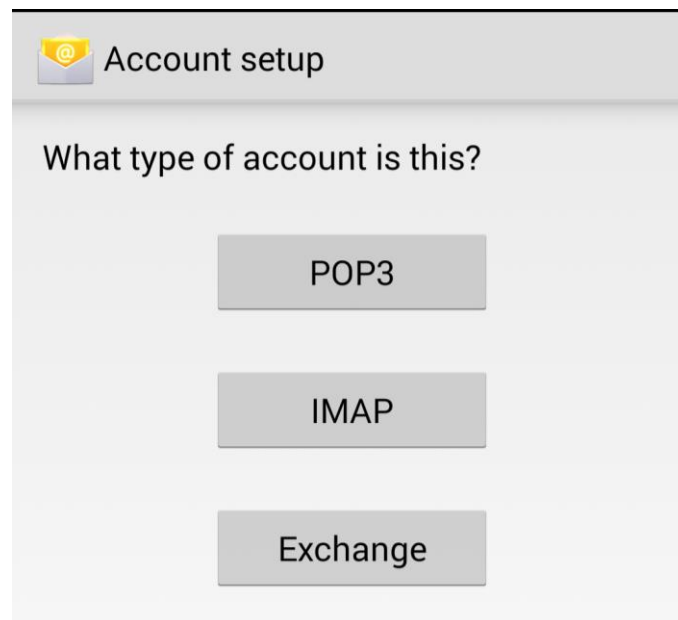 @ Account setup
What type of account is this?
POP3
IMAP
Exchange